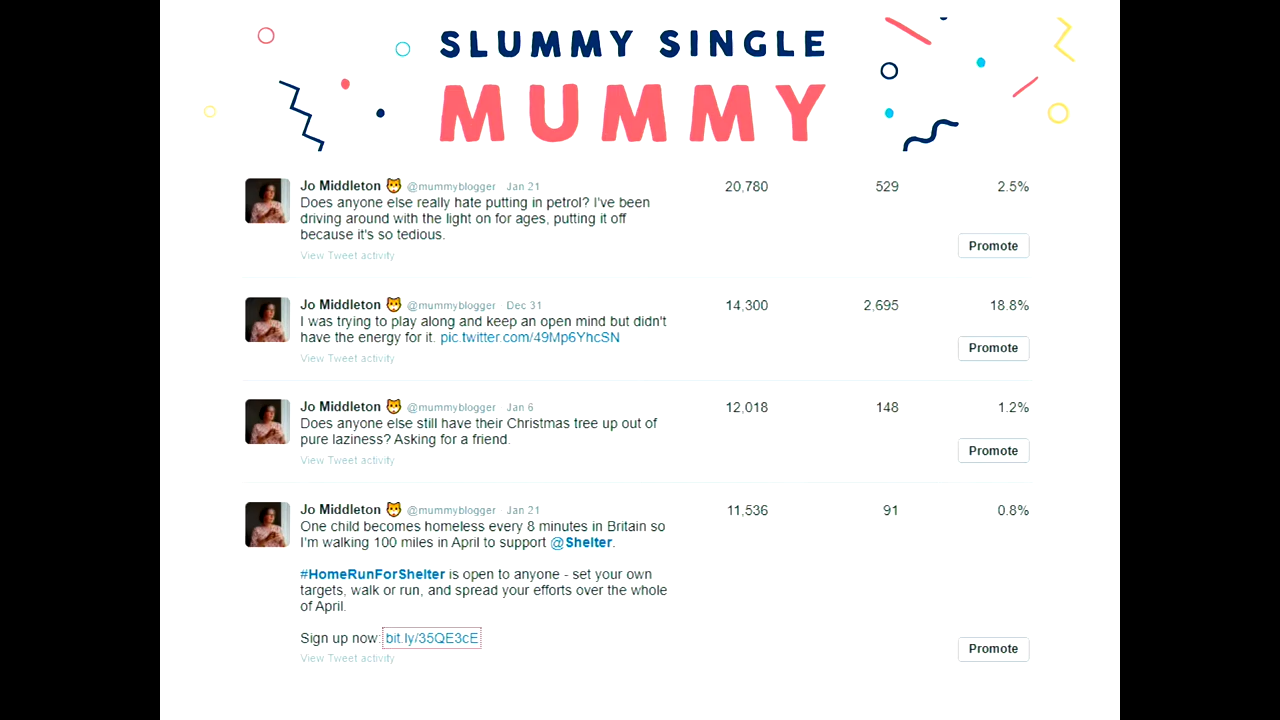 SLUMMY SINGLE
MUMMY
Jo Middleton 🐯 @mummyblogger · Jan 21 20,780 529 2.5%
Does anyone else really hate putting in petrol? I've been
driving around with the light on for ages, putting it off
because it's so tedious.
Promote
View Tweet activity
Jo Middleton 🐯 @mummyblogger · Dec 31 14,300 2,695 18.8%
I was trying to play along and keep an open mind but didn't
have the energy for it. pic.twitter.com/49Mp6YhcSN
Promote
View Tweet activity
Jo Middleton 🐯 @mummyblogger · Jan 6 12,018 148 1.2%
Does anyone else still have their Christmas tree up out of
pure laziness? Asking for a friend.
Promote
View Tweet activity
Jo Middleton 🐯 @mummyblogger · Jan 21 11,536 91 0.8%
One child becomes homeless every 8 minutes in Britain so
I'm walking 100 miles in April to support @Shelter.
#HomeRunForShelter is open to anyone - set your own
targets, walk or run, and spread your efforts over the whole
of April.
Sign up now: bit.ly/35QE3cE
Promote
View Tweet activity